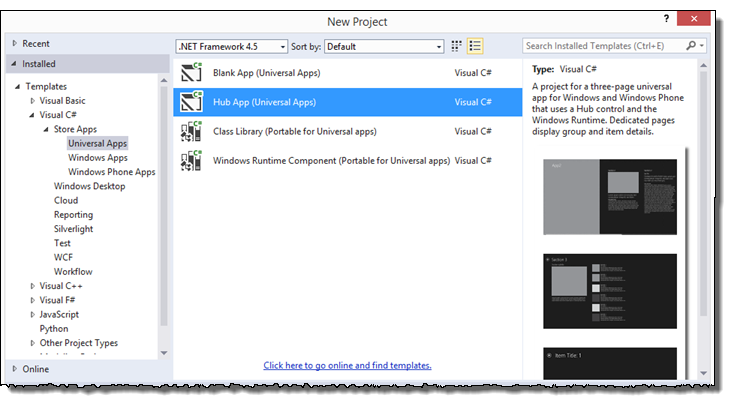 New Project
?
Recent
.NET Framework 4.5
Sort by:
Default
Search Installed Templates (Ctrl+E)
Installed
Templates
Visual Basic
Visual C#
Store Apps
Universal Apps
Windows Apps
Windows Phone Apps
Windows Desktop
Cloud
Reporting
Silverlight
Test
WCF
Workflow
Visual C++
Visual F#
JavaScript
Python
Other Project Types
Online
Blank App (Universal Apps) Visual C#
Hub App (Universal Apps) Visual C#
Class Library (Portable for Universal apps) Visual C#
Windows Runtime Component (Portable for Universal apps) Visual C#
Click here to go online and find templates.
Type: Visual C#
A project for a three-page universal
app for Windows and Windows Phone
that uses a Hub control and the
Windows Runtime. Dedicated pages
display group and item details.
Section 1
Item Title: 1